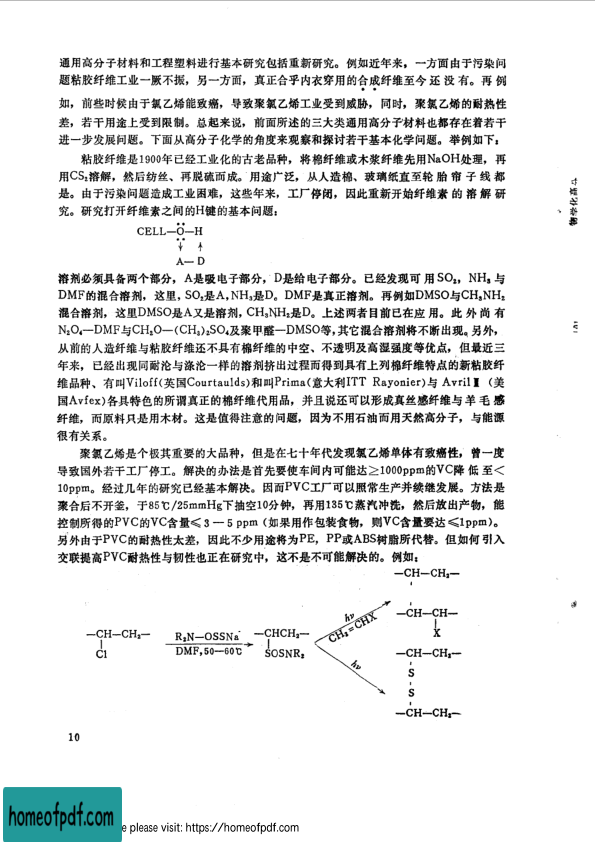 通用高分子材料和工程塑料进行基本研究包括重新研究。例如近年来，一方面由于污染问
题粘胶纤维工业一厥不振，另一方面，真正合乎内衣穿用的合成纤维至今还没有。再例
如，前些时候由于氯乙烯能致癌，导致聚氯乙烯工业受到威胁，同时，聚氯乙烯的耐热性
差，若干用途上受到限制。总起来说，前面所述的三大类通用高分子材料也都存在着若干
进一步发展问题。下面从高分子化学的角度来观察和探讨若干基本化学问题。举例如下：
粘胶纤维是1900年已经工业化的古老品种，将棉纤维或木浆纤维先用NaOH处理，再
用CS₂溶解，然后纺丝、再脱硫而成。用途广泛，从人造棉、玻璃纸直至轮胎帘子线都
是。由于污染问题造成工业困难，这些年来，工厂停闭，因此重新开始纤维素的溶解研
究。研究打开纤维素之间的H键的基本问题：
CELL—O—H
↓ ↑
A—D
溶剂必须具备两个部分，A是吸电子部分，D是给电子部分。已经发现可用SO₂，NH₃与
DMF的混合溶剂，这里，SO₂是A，NH₃是D。DMF是真正溶剂。再例如DMSO与CH₃NH₂
混合溶剂，这里DMSO是A又是溶剂，CH₃NH₂是D。上述两者目前已在应用。此外尚有
N₂O₄—DMF与CH₂O—(CH₃)₂SO₄及聚甲醛—DMSO等，其它混合溶剂将不断出现。另外，
从前的人造纤维与粘胶纤维还不具有棉纤维的中空、不透明及高湿强度等优点，但最近三
年来，已经出现同耐沦与涤沦一样的溶剂挤出过程而得到具有上列棉纤维特点的新粘胶纤
维品种、有叫Viloff(英国Courtaulds)和叫Prima(意大利ITT Rayonier)与AvrilⅡ（美
国Avfex)各具特色的所谓真正的棉纤维代用品，并且说还可以形成真丝感纤维与羊毛感
纤维，而原料只是用木材。这是值得注意的问题，因为不用石油而用天然高分子，与能源
很有关系。
聚氯乙烯是个极其重要的大品种，但是在七十年代发现氯乙烯单体有致癌性，曾一度
导致国外若干工厂停工。解决的办法是首先要使车间内可能达≥1000ppm的VC降低至<
10ppm。经过几年的研究已经基本解决。因而PVC工厂可以照常生产并续继发展。方法是
聚合后不开釜，于85℃/25mmHg下抽空10分钟，再用135℃蒸汽冲洗，然后放出产物，能
控制所得的PVC的VC含量≤3—5 ppm（如果用作包装食物，则VC含量要达≤1ppm）。
另外由于PVC的耐热性太差，因此不少用途将为PE，PP或ABS树脂所代替。但如何引入
交联提高PVC耐热性与韧性也正在研究中，这不是不可能解决的。例如：
—CH—CH₂—
hν
CH₂=CHX
—CH—CH—
X
—CH—CH₂—
Cl
R₂N—OSSNa
DMF,50—60℃
—CHCH₂—
SOSNR₂
hν
—CH—CH₂—
S
S
—CH—CH₂—
10
homeofpdf.com
e please visit: https://homeofpdf.com